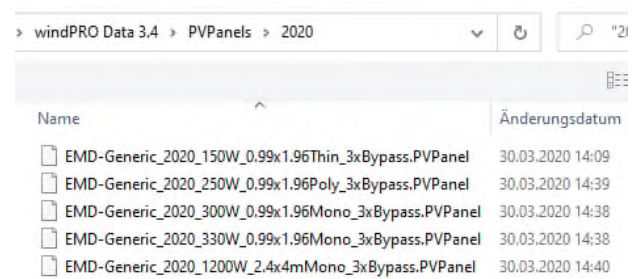 › windPRO Data 3.4 › PVPanels › 2020 "2
Name Änderungsdatum
EMD-Generic_2020_150W_0.99x1.96Thin_3xBypass.PVPanel 30.03.2020 14:09
EMD-Generic_2020_250W_0.99x1.96Poly_3xBypass.PVPanel 30.03.2020 14:39
EMD-Generic_2020_300W_0.99x1.96Mono_3xBypass.PVPanel 30.03.2020 14:38
EMD-Generic_2020_330W_0.99x1.96Mono_3xBypass.PVPanel 30.03.2020 14:38
EMD-Generic_2020_1200W_2.4x4mMono_3xBypass.PVPanel 30.03.2020 14:40